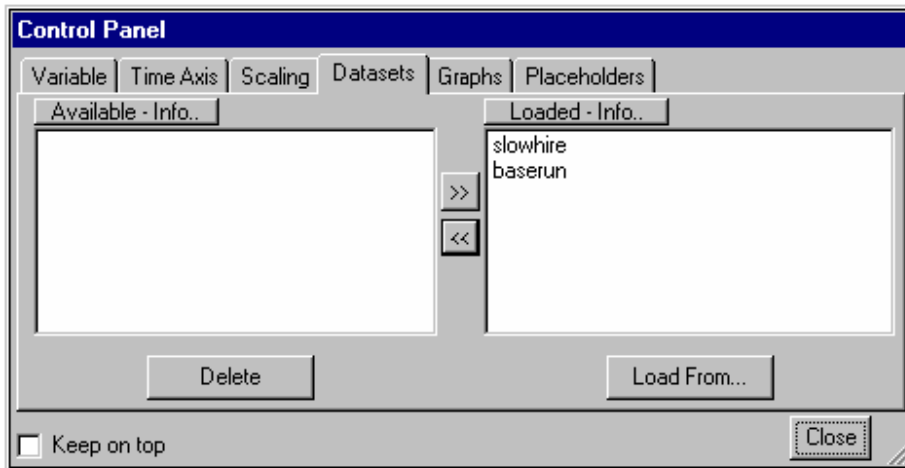 Control Panel
Variable Time Axis Scaling Datasets Graphs Placeholders
Available - Info.. Loaded - Info..
slowhire
baserun
>>
<<
Delete Load From...
Keep on top Close